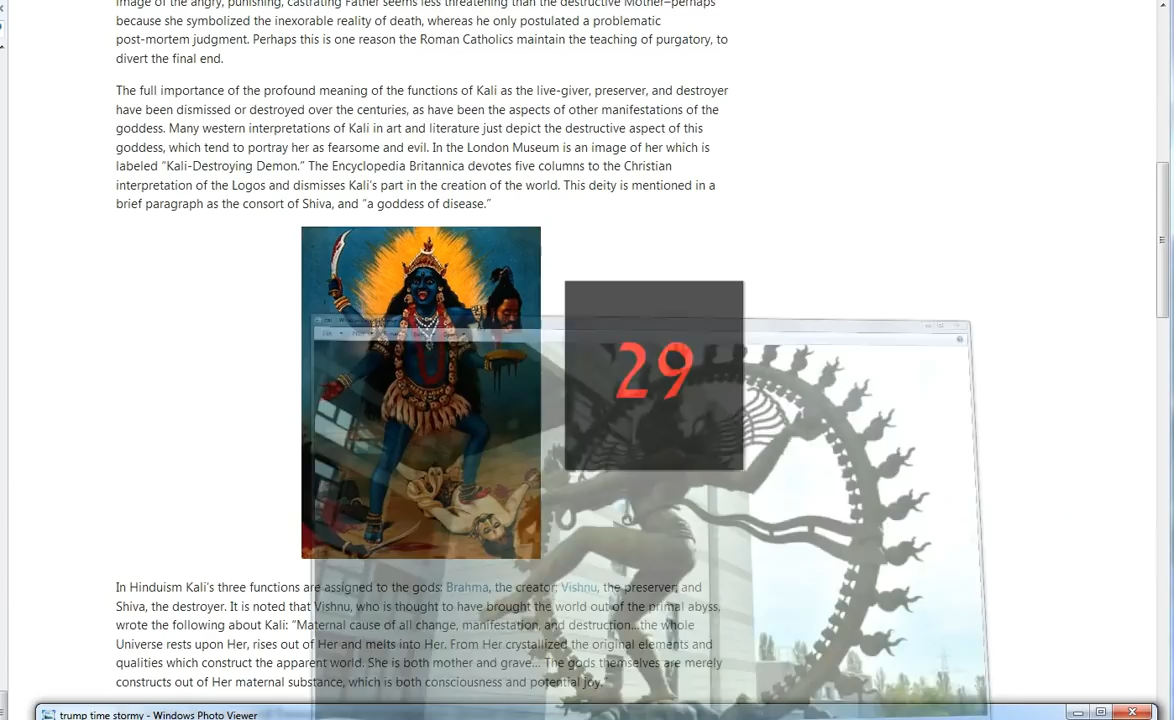 image of the angry, punishing, castrating Father seems less threatening than the destructive Mother–perhaps
because she symbolized the inexorable reality of death, whereas he only postulated a problematic
post-mortem judgment. Perhaps this is one reason the Roman Catholics maintain the teaching of purgatory, to
divert the final end.
The full importance of the profound meaning of the functions of Kali as the live-giver, preserver, and destroyer
have been dismissed or destroyed over the centuries, as have been the aspects of other manifestations of the
goddess. Many western interpretations of Kali in art and literature just depict the destructive aspect of this
goddess, which tend to portray her as fearsome and evil. In the London Museum is an image of her which is
labeled “Kali-Destroying Demon.” The Encyclopedia Britannica devotes five columns to the Christian
interpretation of the Logos and dismisses Kali’s part in the creation of the world. This deity is mentioned in a
brief paragraph as the consort of Shiva, and “a goddess of disease.”
29
In Hinduism Kali’s three functions are assigned to the gods: Brahma, the creator; Vishnu, the preserver; and
Shiva, the destroyer. It is noted that Vishnu, who is thought to have brought the world out of the primal abyss,
wrote the following about Kali: “Maternal cause of all change, manifestation, and destruction...the whole
Universe rests upon Her, rises out of Her and melts into Her. From Her crystallized the original elements and
qualities which construct the apparent world. She is both mother and grave... The gods themselves are merely
constructs out of Her maternal substance, which is both consciousness and potential joy.”
trump time stormy - Windows Photo Viewer